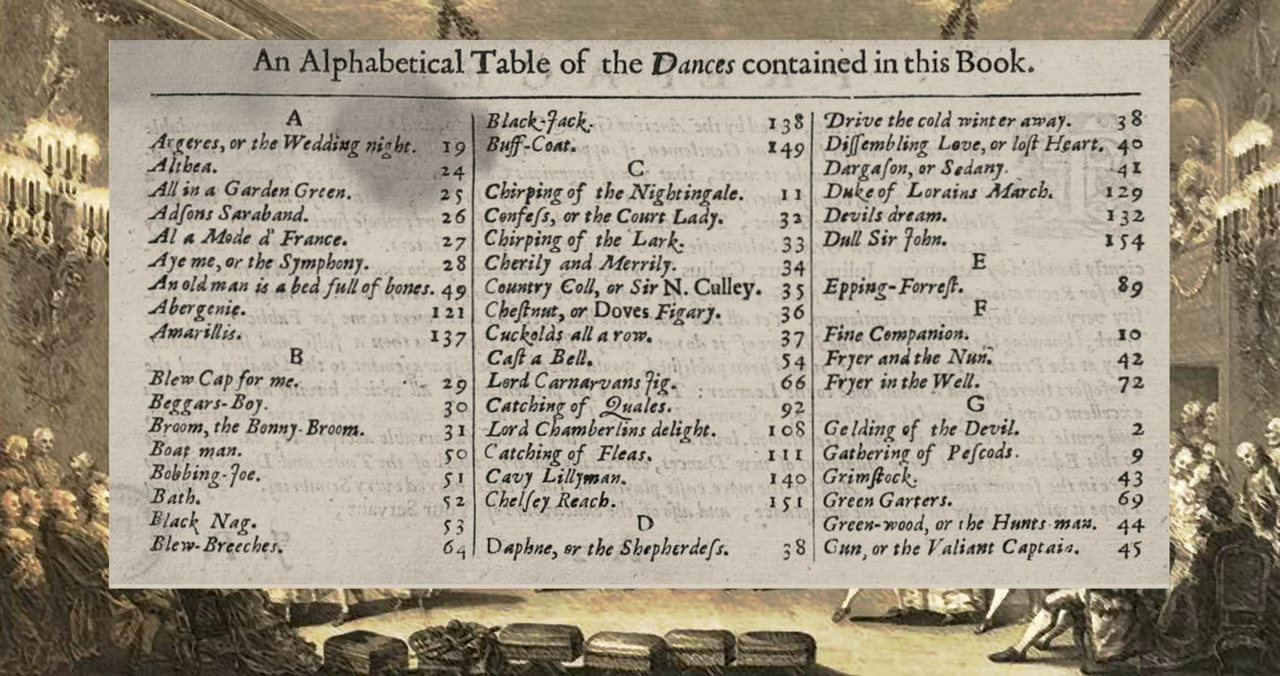 An Alphabetical Table of the Dances contained in this Book.
A
Argeres, or the Wedding night. 19
Althea. 24
All in a Garden Green. 25
Adſons Saraband. 26
Al a Mode d' France. 27
Aye me, or the Symphony. 28
An old man is a bed full of bones. 49
Abergenie. 121
Amarillis. 137
B
Blew Cap for me. 29
Beggars-Boy. 30
Broom, the Bonny-Broom. 31
Boat man. 50
Bobbing-Joe. 51
Bath. 52
Black Nag. 53
Blew-Breeches. 64
Black-Jack. 138
Buff-Coat. 149
C
Chirping of the Nightingale. 11
Confeſs, or the Court Lady. 32
Chirping of the Lark. 33
Cherily and Merrily. 34
Country Coll, or Sir N. Culley. 35
Cheſtnut, or Doves Figary. 36
Cuckolds all a row. 37
Caſt a Bell. 54
Lord Carnarvans Jig. 66
Catching of Quales. 92
Lord Chamberlins delight. 108
Catching of Fleas. 111
Cavy Lillyman. 140
Chelſey Reach. 151
D
Daphne, or the Shepherdeſs. 38
Drive the cold winter away. 38
Diſſembling Love, or loſt Heart. 40
Dargaſon, or Sedany. 41
Duke of Lorains March. 129
Devils dream. 132
Dull Sir John. 154
E
Epping-Forreſt. 89
F
Fine Companion. 10
Fryer and the Nun. 42
Fryer in the Well. 72
G
Gelding of the Devil. 2
Gathering of Peſcods. 9
Grimſtock. 43
Green Garters. 69
Green-wood, or the Hunts-man. 44
Gun, or the Valiant Captain. 45